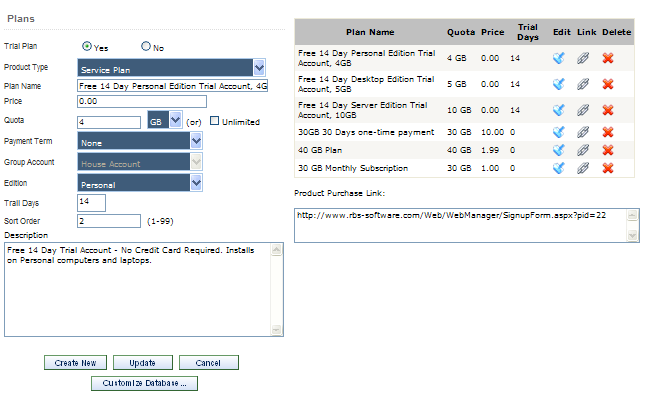 Plans
Trial Plan Yes No
Product Type Service Plan
Plan Name Free 14 Day Personal Edition Trial Account, 4G
Price 0.00
Quota 4 GB (or) Unlimited
Payment Term None
Group Account House Account
Edition Personal
Trail Days 14
Sort Order 2 (1-99)
Description
Free 14 Day Trial Account - No Credit Card Required. Installs
on Personal computers and laptops.
Create New Update Cancel
Customize Database...
Plan Name Quota Price Trial Days Edit Link Delete
Free 14 Day Personal Edition Trial
Account, 4GB 4 GB 0.00 14
Free 14 Day Desktop Edition Trial
Account, 5GB 5 GB 0.00 14
Free 14 Day Server Edition Trial
Account, 10GB 10 GB 0.00 14
30GB 30 Days one-time payment 30 GB 10.00 0
40 GB Plan 40 GB 1.99 0
30 GB Monthly Subscription 30 GB 1.00 0
Product Purchase Link:
http://www.rbs-software.com/Web/WebManager/SignupForm.aspx?pid=22